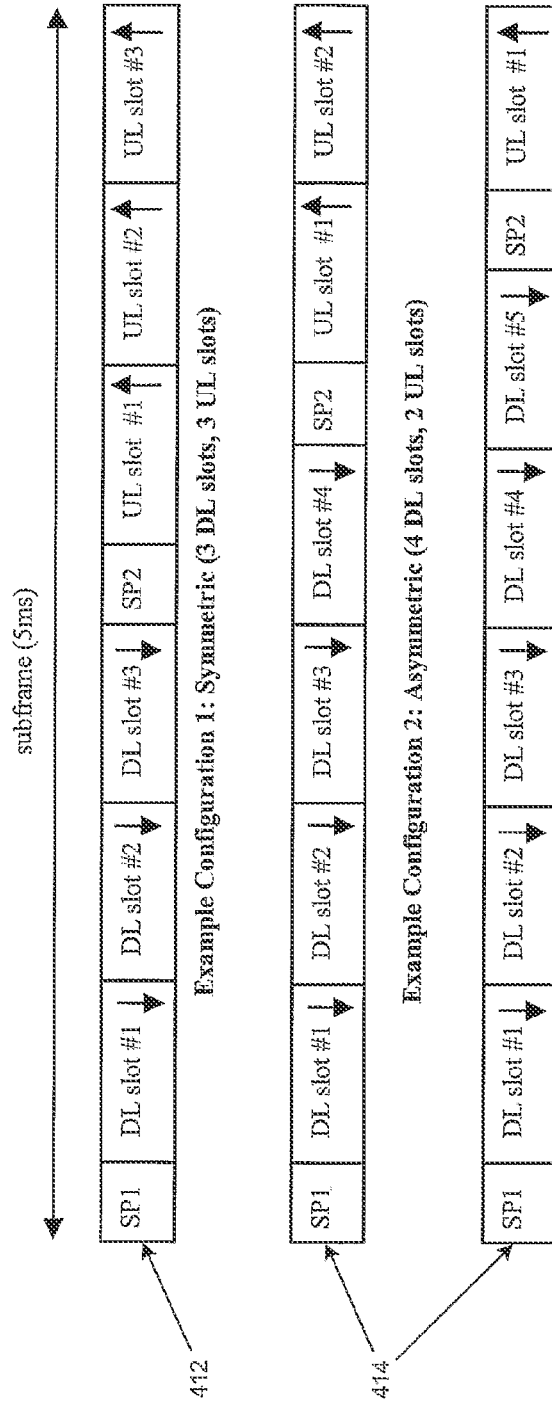 subframe (5ms)
SP1 DL slot #1 DL slot #2 DL slot #3 SP2 UL slot #1 UL slot #2 UL slot #3
412
Example Configuration 1: Symmetric (3 DL slots, 3 UL slots)
SP1 DL slot #1 DL slot #2 DL slot #3 DL slot #4 SP2 UL slot #1 UL slot #2
414
Example Configuration 2: Asymmetric (4 DL slots, 2 UL slots)
SP1 DL slot #1 DL slot #2 DL slot #3 DL slot #4 DL slot #5 SP2 UL slot #1